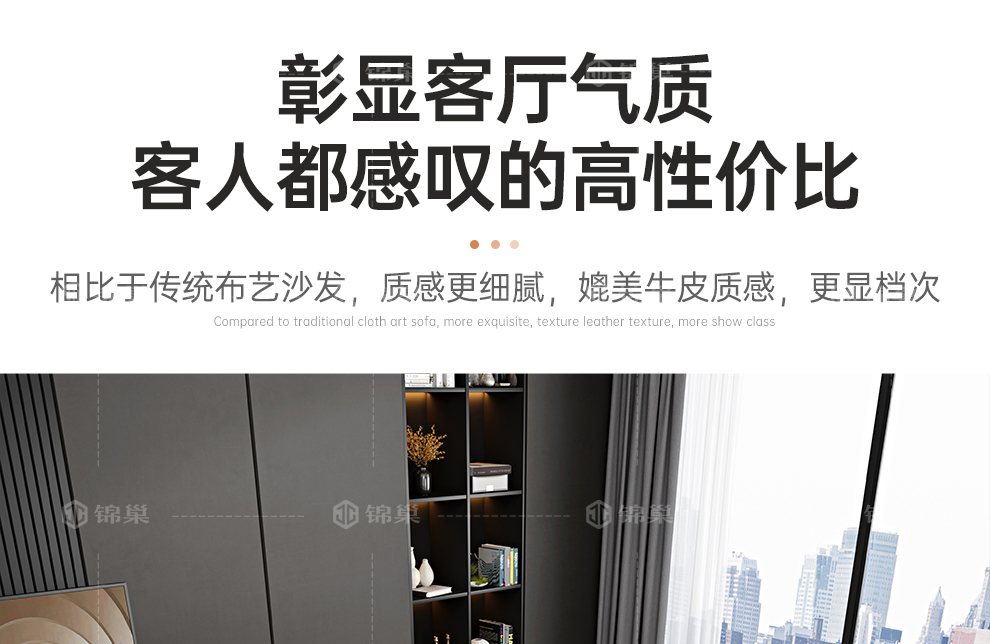 彰显客厅气质
客人都感叹的高性价比
相比于传统布艺沙发，质感更细腻，媲美牛皮质感，更显档次
Compared to traditional cloth art sofa, more exquisite, texture leather texture, more show class
锦巢 锦巢 锦巢